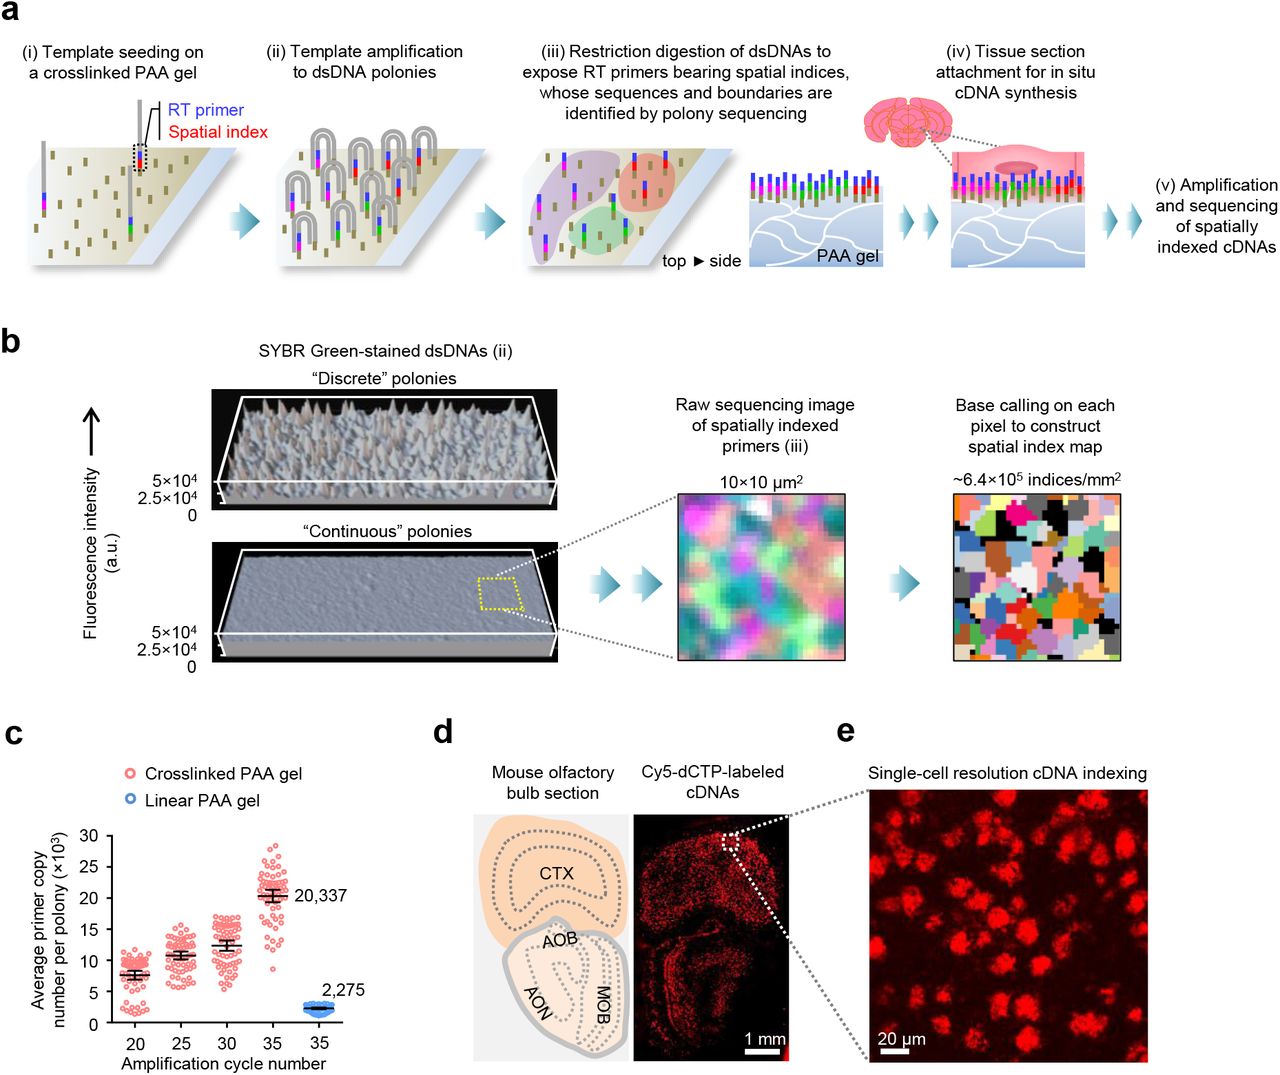 a
(i) Template seeding on
a crosslinked PAA gel
RT primer
Spatial index
(ii) Template amplification
to dsDNA polonies
(iii) Restriction digestion of dsDNAs to
expose RT primers bearing spatial indices,
whose sequences and boundaries are
identified by polony sequencing
top ► side
PAA gel
(iv) Tissue section
attachment for in situ
cDNA synthesis
(v) Amplification
and sequencing
of spatially
indexed cDNAs
b
SYBR Green-stained dsDNAs (ii)
“Discrete” polonies
Fluorescence intensity
(a.u.)
5×10⁴
2.5×10⁴
0
“Continuous” polonies
5×10⁴
2.5×10⁴
0
Raw sequencing image
of spatially indexed
primers (iii)
10×10 μm²
Base calling on each
pixel to construct
spatial index map
~6.4×10⁵ indices/mm²
c
Crosslinked PAA gel
Linear PAA gel
Average primer copy
number per polony (×10³)
30
25
20
15
10
5
0
20,337
2,275
20 25 30 35 35
Amplification cycle number
d
Mouse olfactory
bulb section
CTX
AOB
AON
MOB
Cy5-dCTP-labeled
cDNAs
1 mm
e
Single-cell resolution cDNA indexing
20 μm